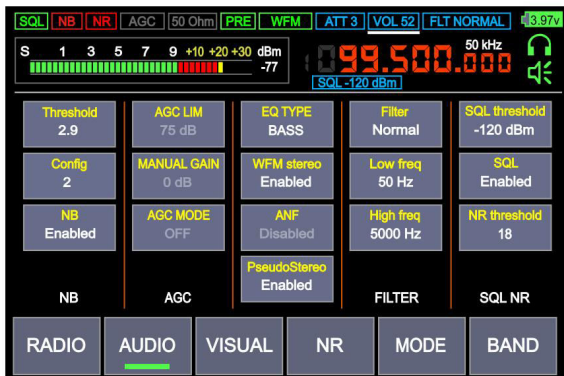 SQL NB NR AGC 50 Ohm PRE WFM ATT 3 VOL 52 FLT NORMAL 3.97v
S 1 3 5 7 9 +10 +20 +30 dBm
-77
99.500.000
50 kHz
SQL -120 dBm
Threshold
2.9
AGC LIM
75 dB
EQ TYPE
BASS
Filter
Normal
SQL threshold
-120 dBm
Config
2
MANUAL GAIN
0 dB
WFM stereo
Enabled
Low freq
50 Hz
SQL
Enabled
NB
Enabled
AGC MODE
OFF
ANF
Disabled
High freq
5000 Hz
NR threshold
18
PseudoStereo
Enabled
NB AGC FILTER SQL NR
RADIO AUDIO VISUAL NR MODE BAND